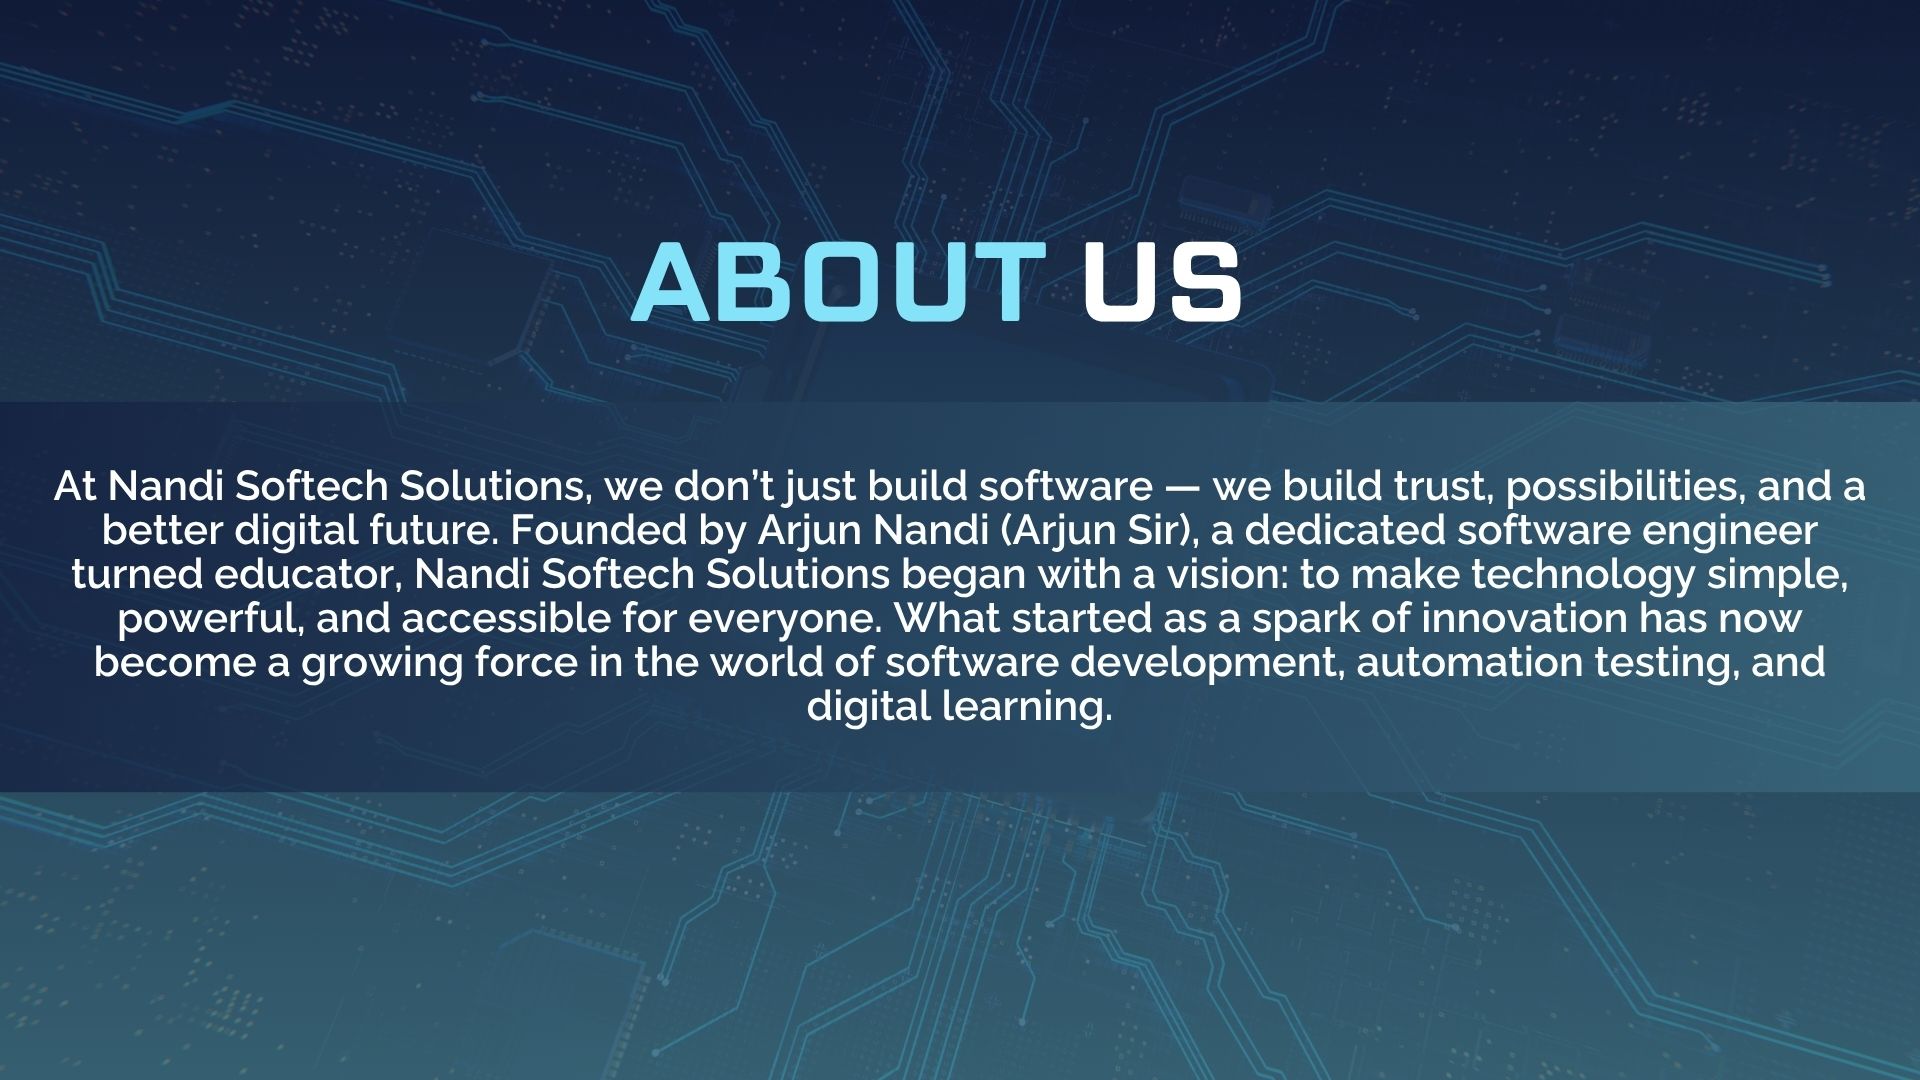 ABOUT US
At Nandi Softech Solutions, we don’t just build software — we build trust, possibilities, and a
better digital future. Founded by Arjun Nandi (Arjun Sir), a dedicated software engineer
turned educator, Nandi Softech Solutions began with a vision: to make technology simple,
powerful, and accessible for everyone. What started as a spark of innovation has now
become a growing force in the world of software development, automation testing, and
digital learning.